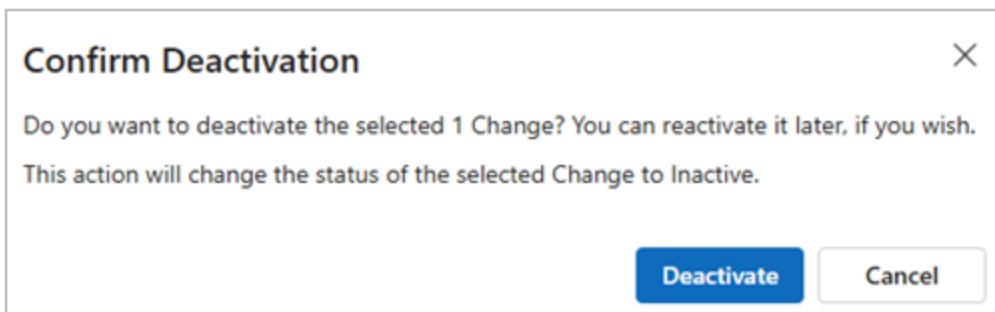 Confirm Deactivation
Do you want to deactivate the selected 1 Change? You can reactivate it later, if you wish.
This action will change the status of the selected Change to Inactive.
Deactivate Cancel